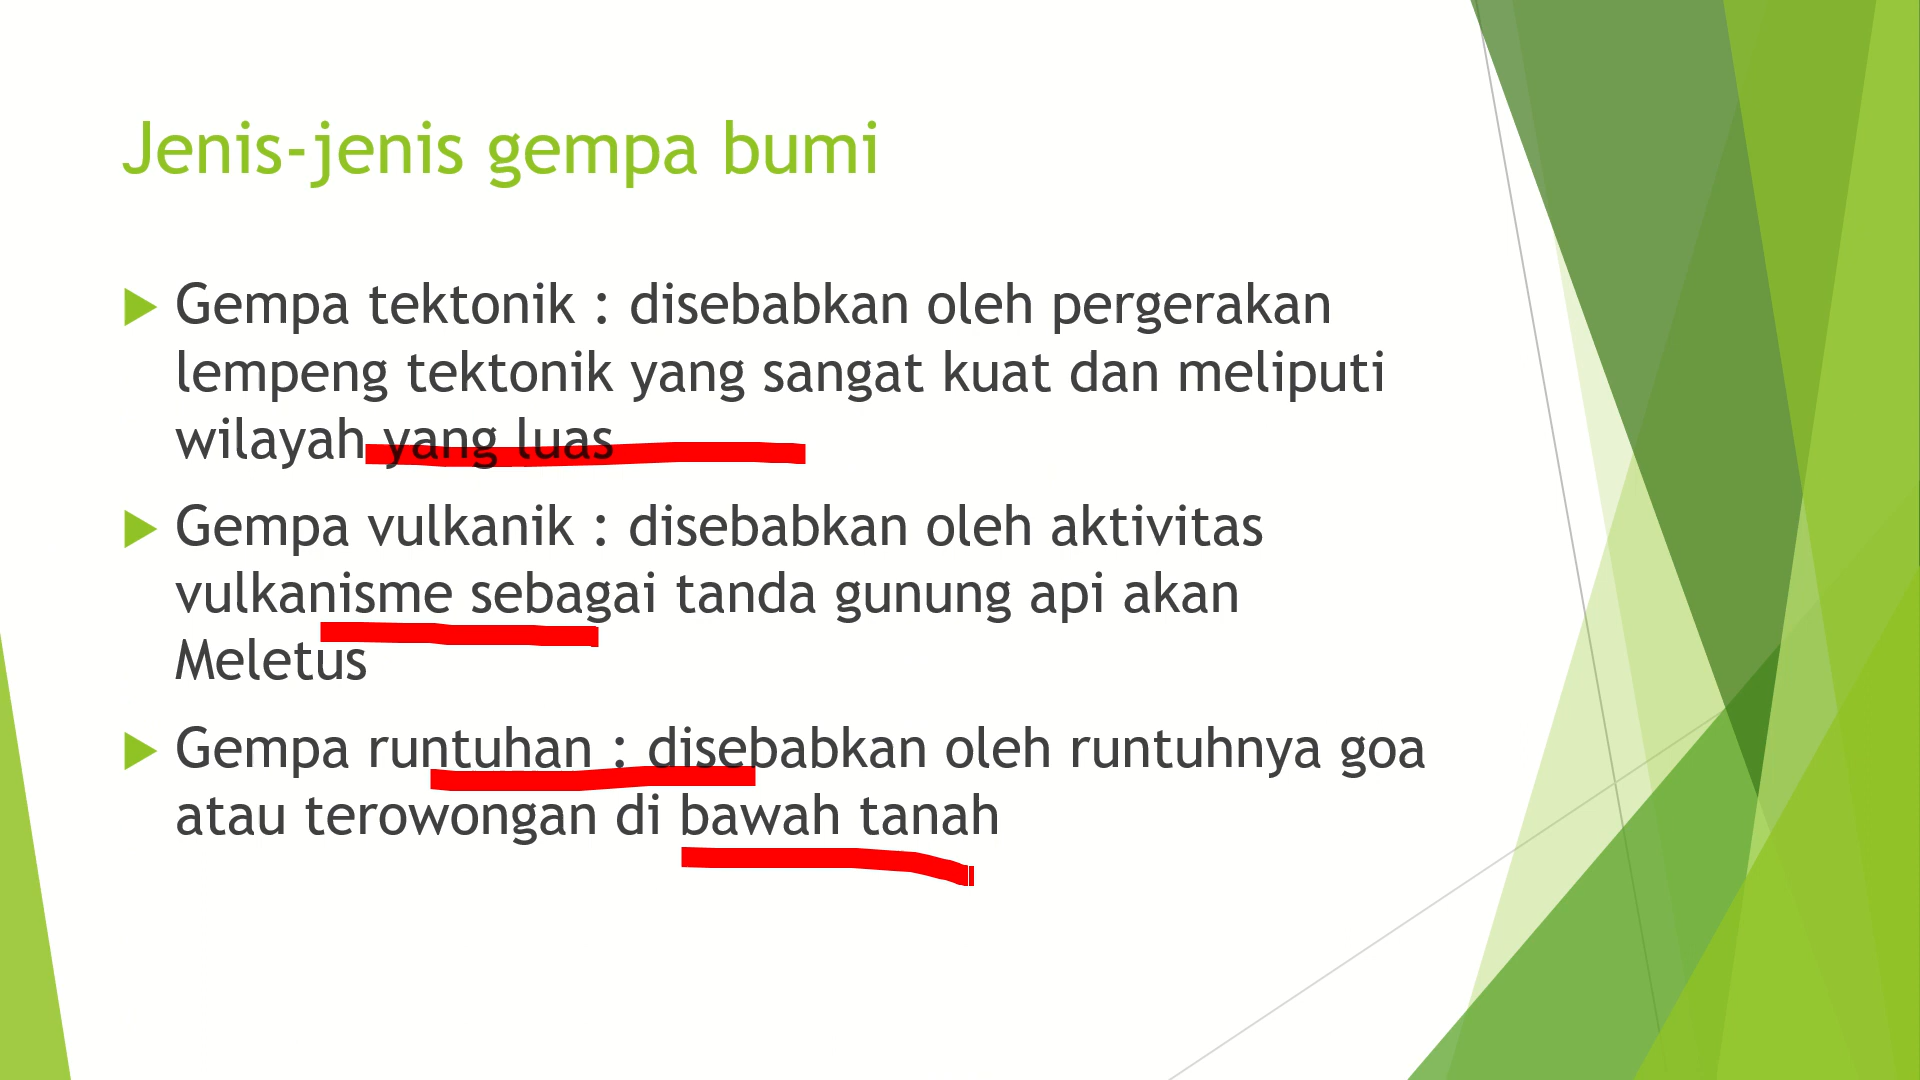 Jenis-jenis gempa bumi
Gempa tektonik : disebabkan oleh pergerakan
lempeng tektonik yang sangat kuat dan meliputi
wilayah yang luas
Gempa vulkanik : disebabkan oleh aktivitas
vulkanisme sebagai tanda gunung api akan
Meletus
Gempa runtuhan : disebabkan oleh runtuhnya goa
atau terowongan di bawah tanah